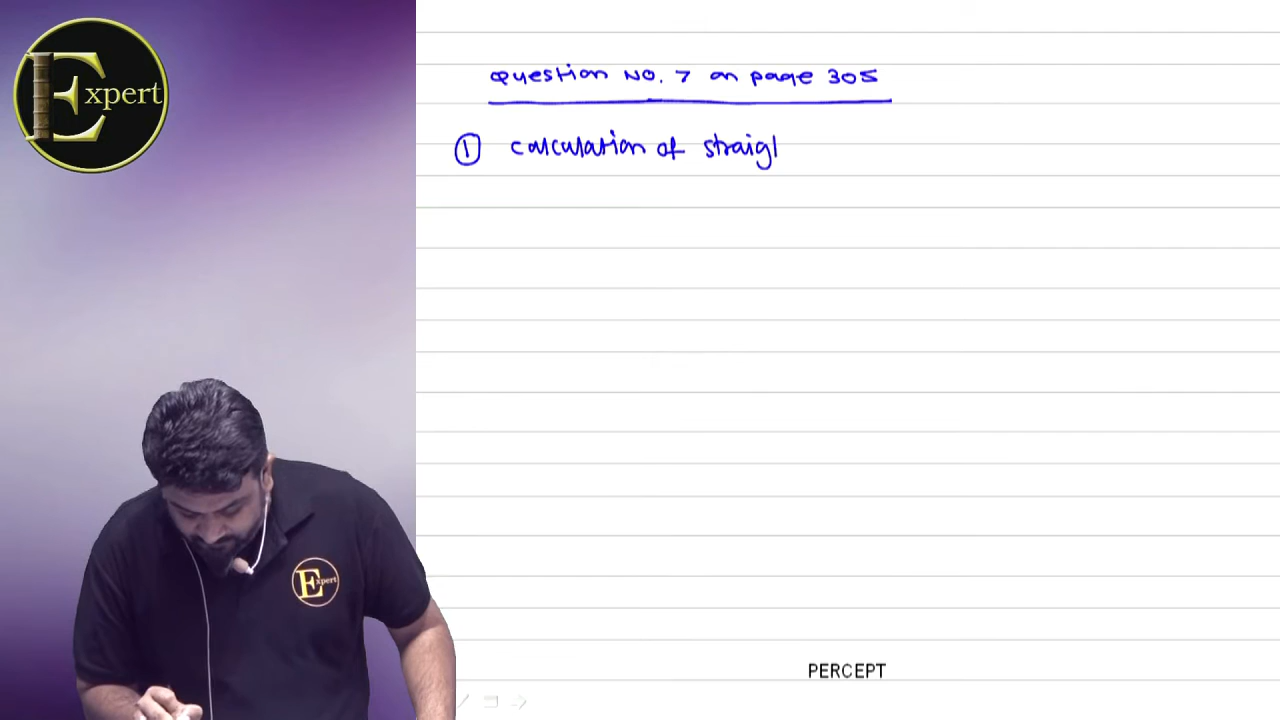 Expert
Question No. 7 on page 305
① calculation of straigl
Expert
PERCEPT